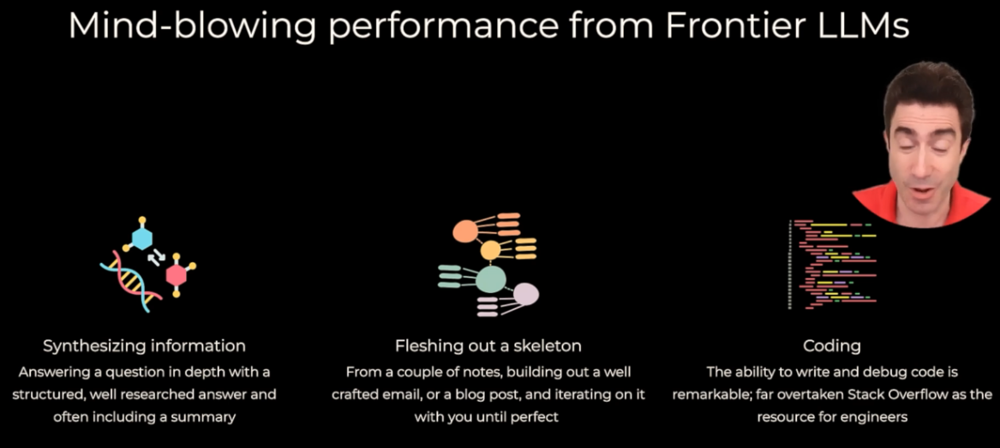 Mind-blowing performance from Frontier LLMs
Synthesizing information
Answering a question in depth with a
structured, well researched answer and
often including a summary
Fleshing out a skeleton
From a couple of notes, building out a well
crafted email, or a blog post, and iterating on it
with you until perfect
Coding
The ability to write and debug code is
remarkable; far overtaken Stack Overflow as the
resource for engineers